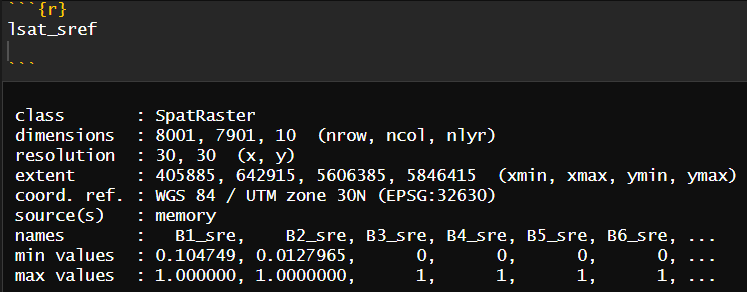 ```{r}
lsat_sref
```
class       : SpatRaster
dimensions  : 8001, 7901, 10  (nrow, ncol, nlyr)
resolution  : 30, 30  (x, y)
extent      : 405885, 642915, 5606385, 5846415  (xmin, xmax, ymin, ymax)
coord. ref. : WGS 84 / UTM zone 30N (EPSG:32630)
source(s)   : memory
names       :   B1_sre,    B2_sre, B3_sre, B4_sre, B5_sre, B6_sre, ...
min values  : 0.104749, 0.0127965,      0,      0,      0,      0, ...
max values  : 1.000000, 1.0000000,      1,      1,      1,      1, ...